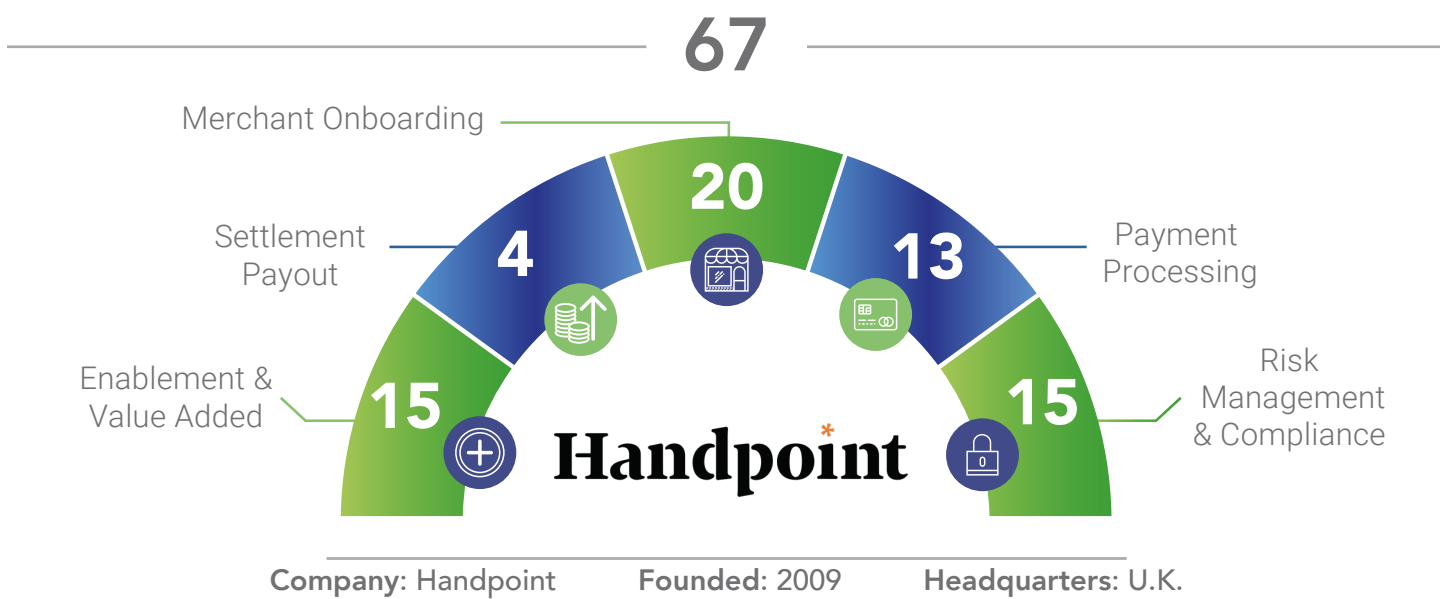 67
Merchant Onboarding
20
Settlement
Payout
4
13
Payment
Processing
Enablement &
Value Added
15
15
Risk
Management
& Compliance
Handpoint
Company: Handpoint Founded: 2009 Headquarters: U.K.